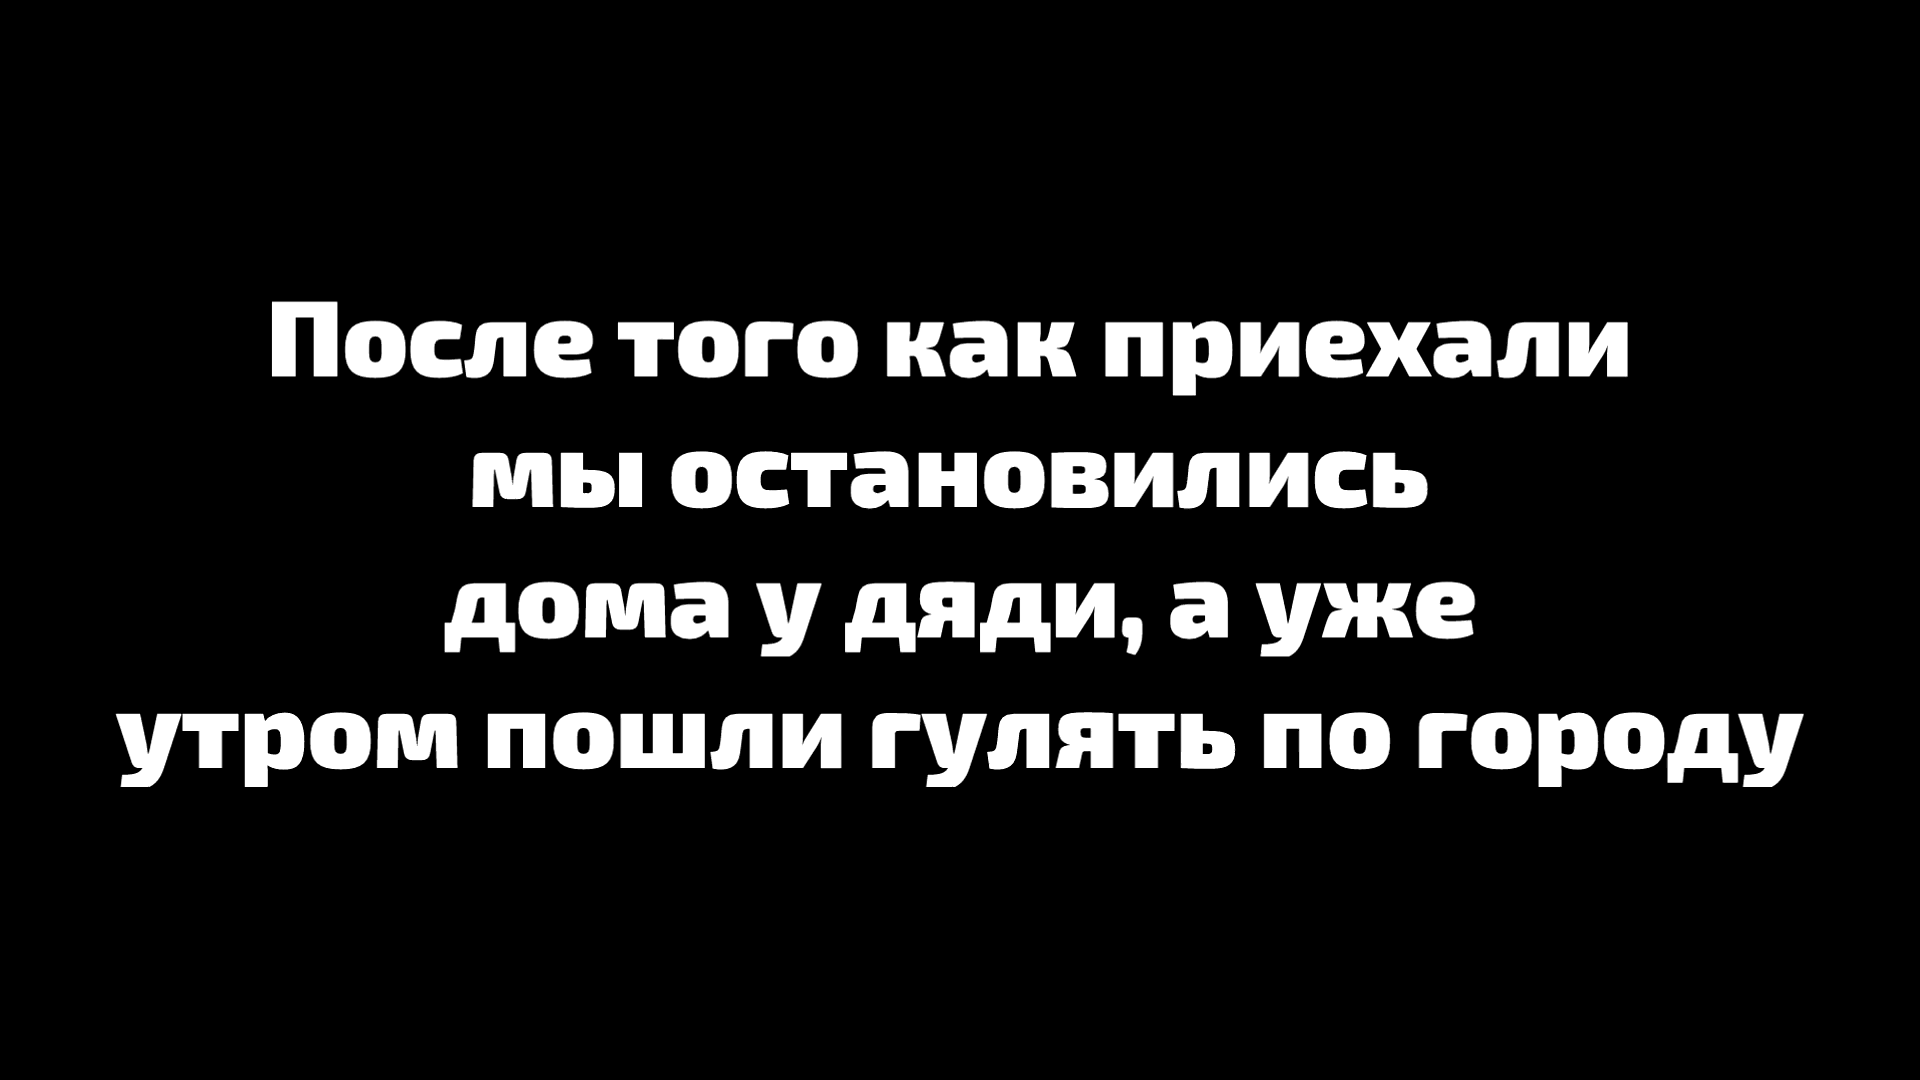 После того как приехали
мы остановились
дома у дяди, а уже
утром пошли гулять по городу